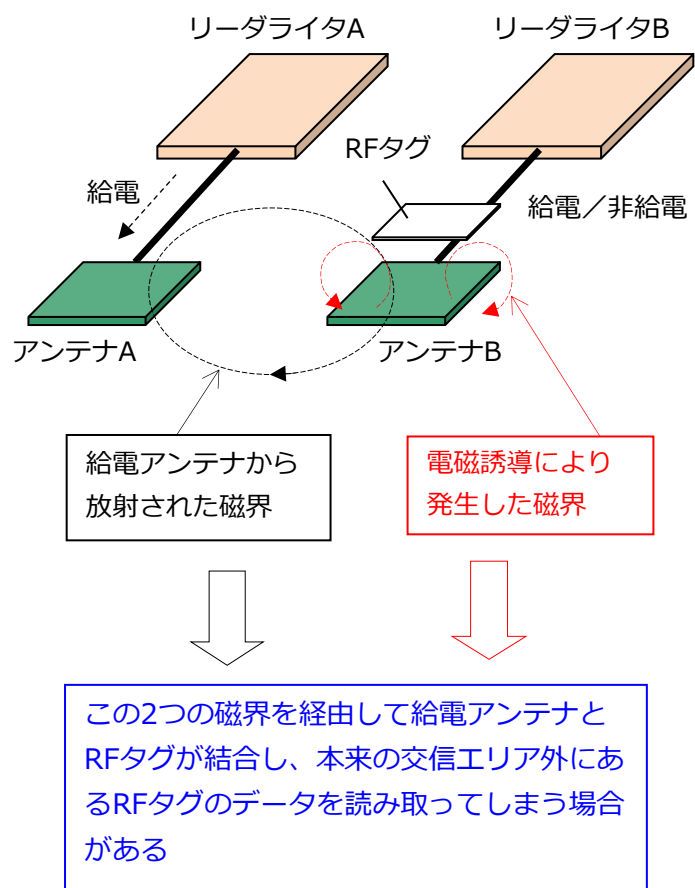 リーダライタA
リーダライタB
RFタグ
給電
給電／非給電
アンテナA
アンテナB
給電アンテナから
放射された磁界
電磁誘導により
発生した磁界
この2つの磁界を経由して給電アンテナと
RFタグが結合し、本来の交信エリア外にあ
るRFタグのデータを読み取ってしまう場合
がある